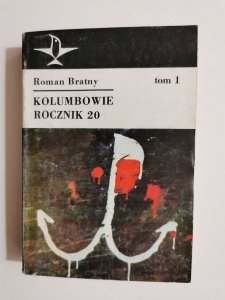 Roman Bratny tom I
KOLUMBOWIE
ROCZNIK 20